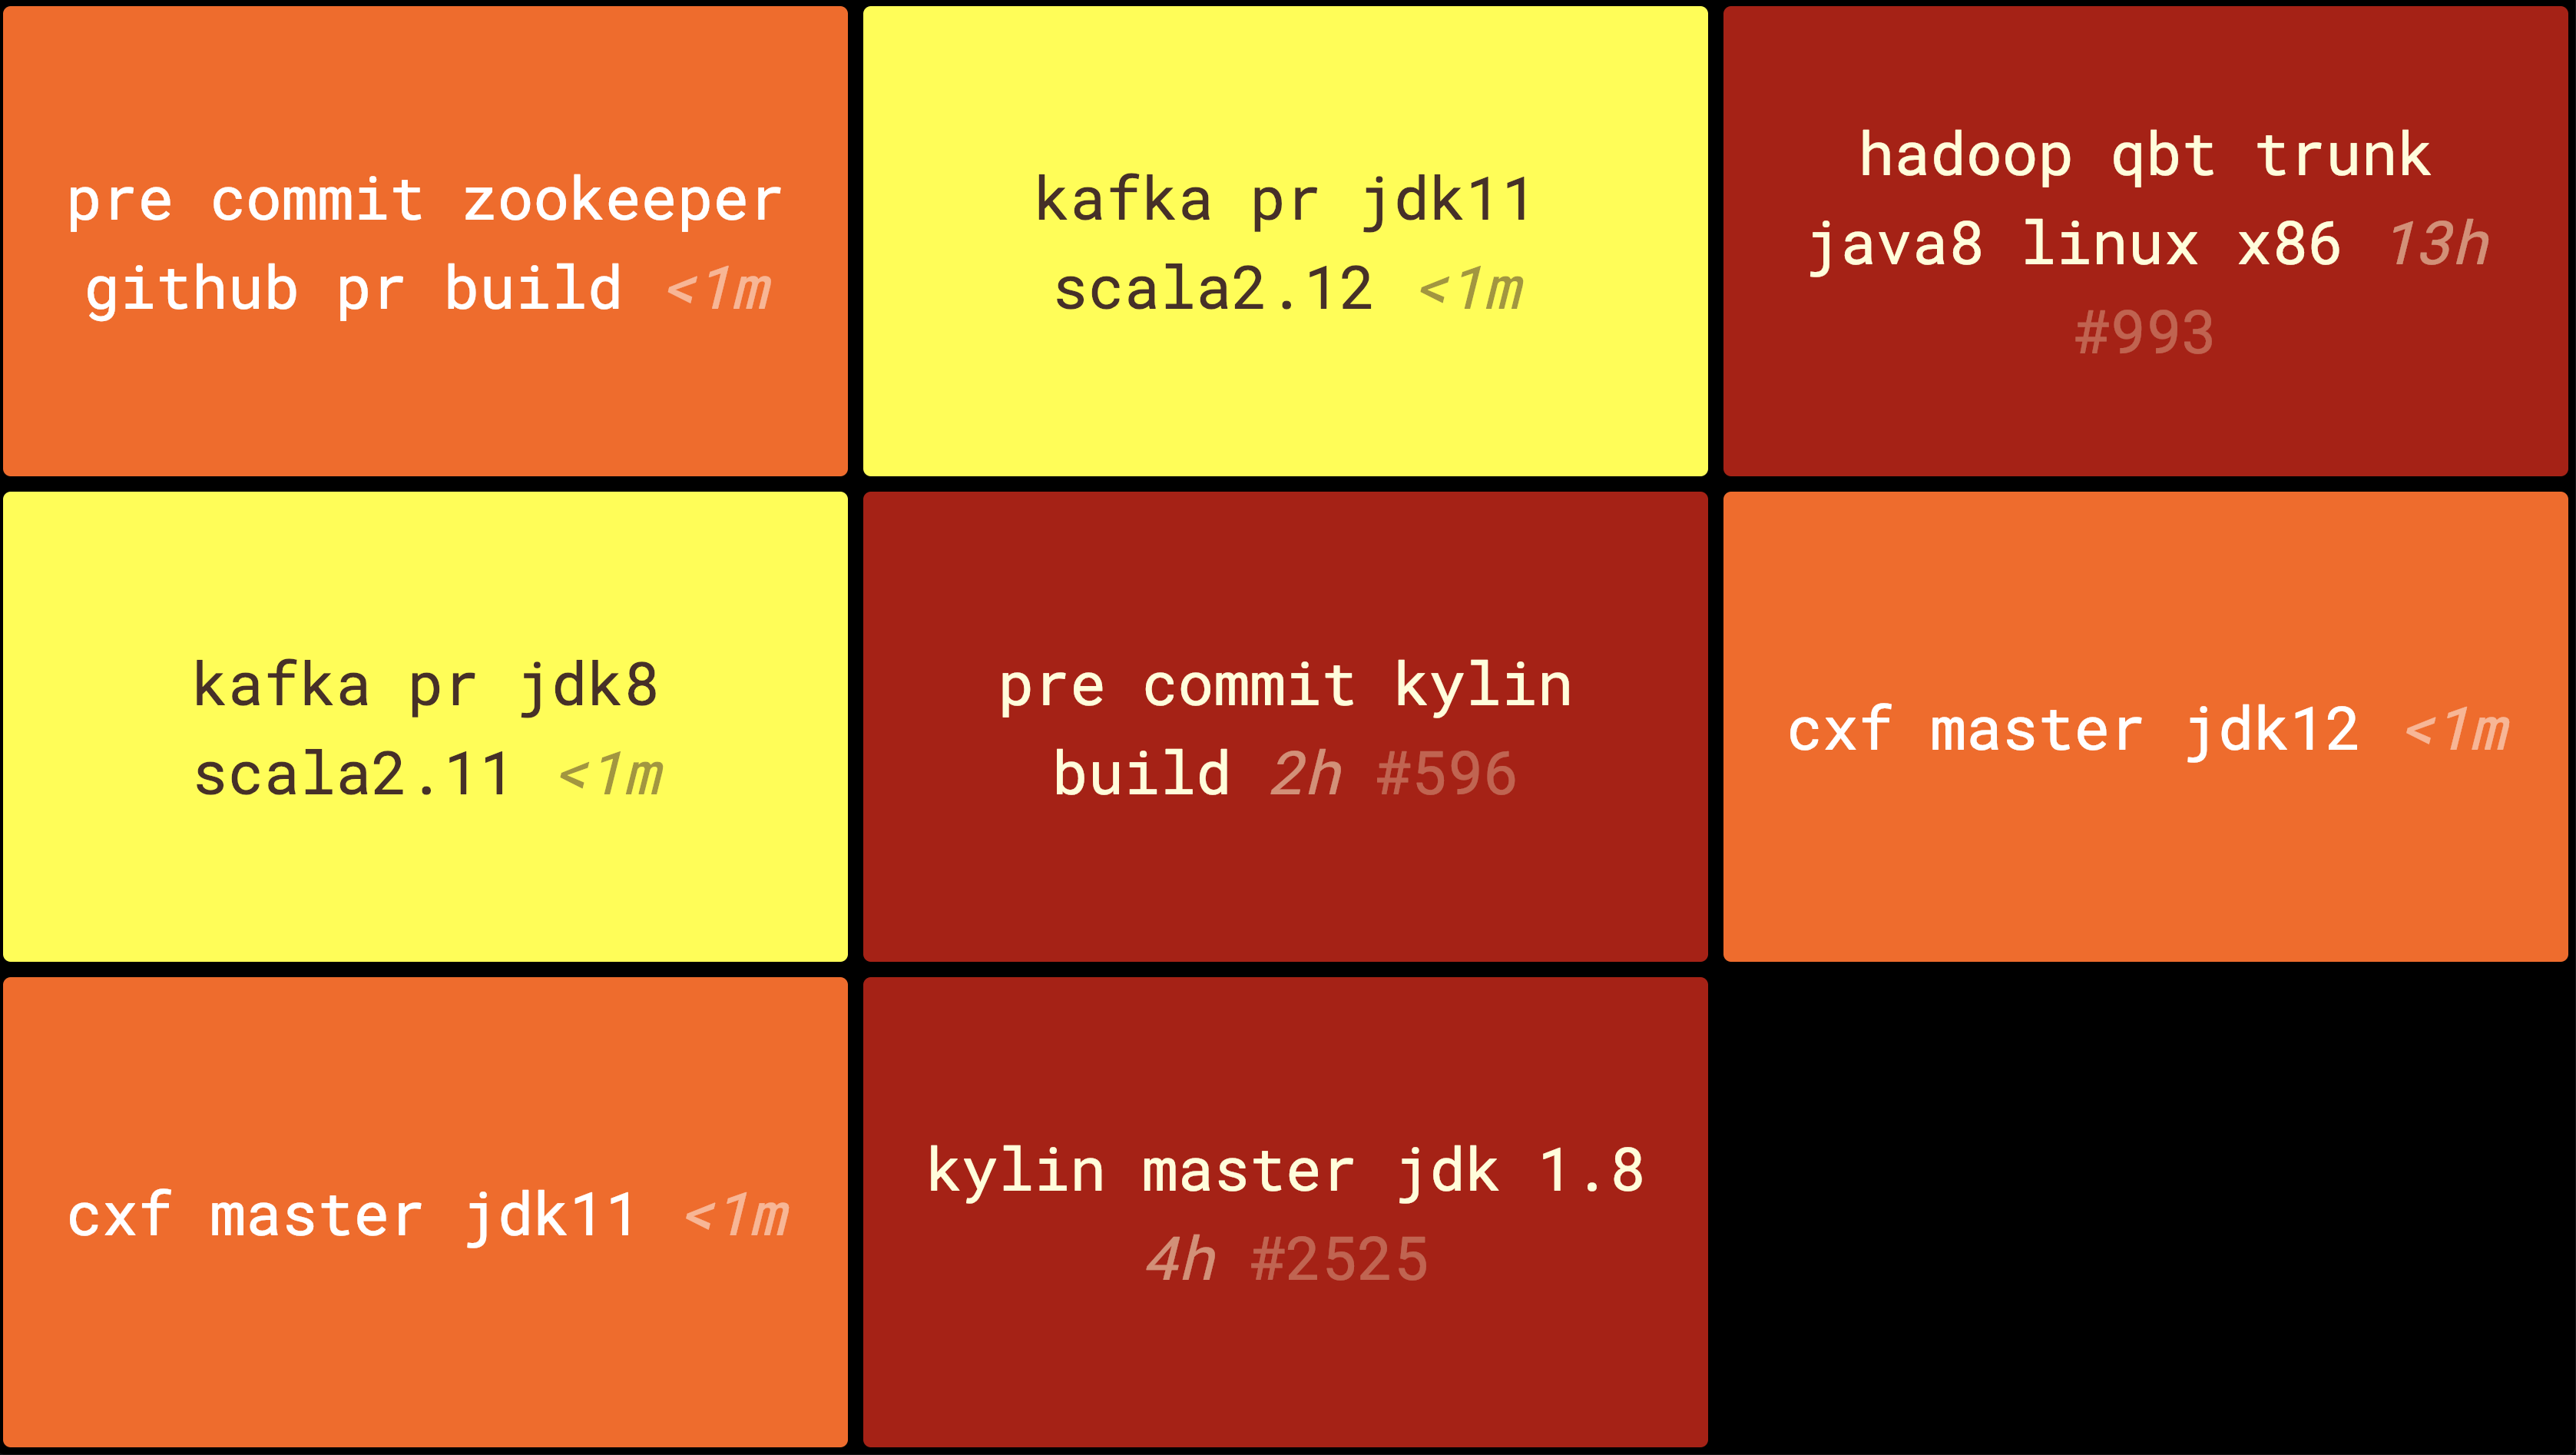 pre commit zookeeper
github pr build <1m
kafka pr jdk11
scala2.12 <1m
hadoop qbt trunk
java8 linux x86 13h
#993
kafka pr jdk8
scala2.11 <1m
pre commit kylin
build 2h #596
cxf master jdk12 <1m
cxf master jdk11 <1m
kylin master jdk 1.8
4h #2525